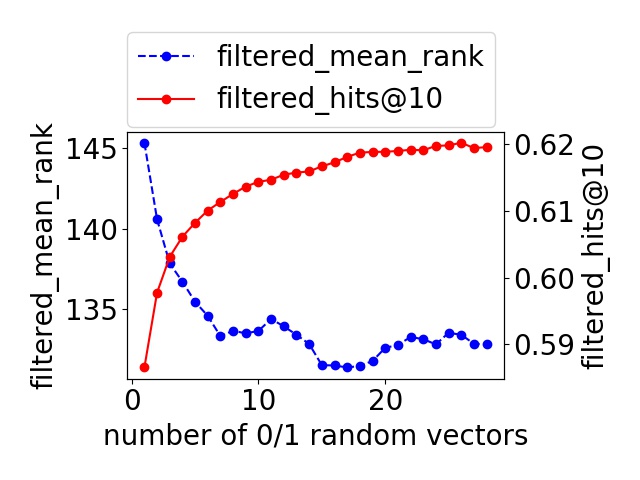 filtered_mean_rank
filtered_hits@10
145
140
135
filtered_mean_rank
0.62
0.61
0.60
0.59
filtered_hits@10
0
10
20
number of 0/1 random vectors